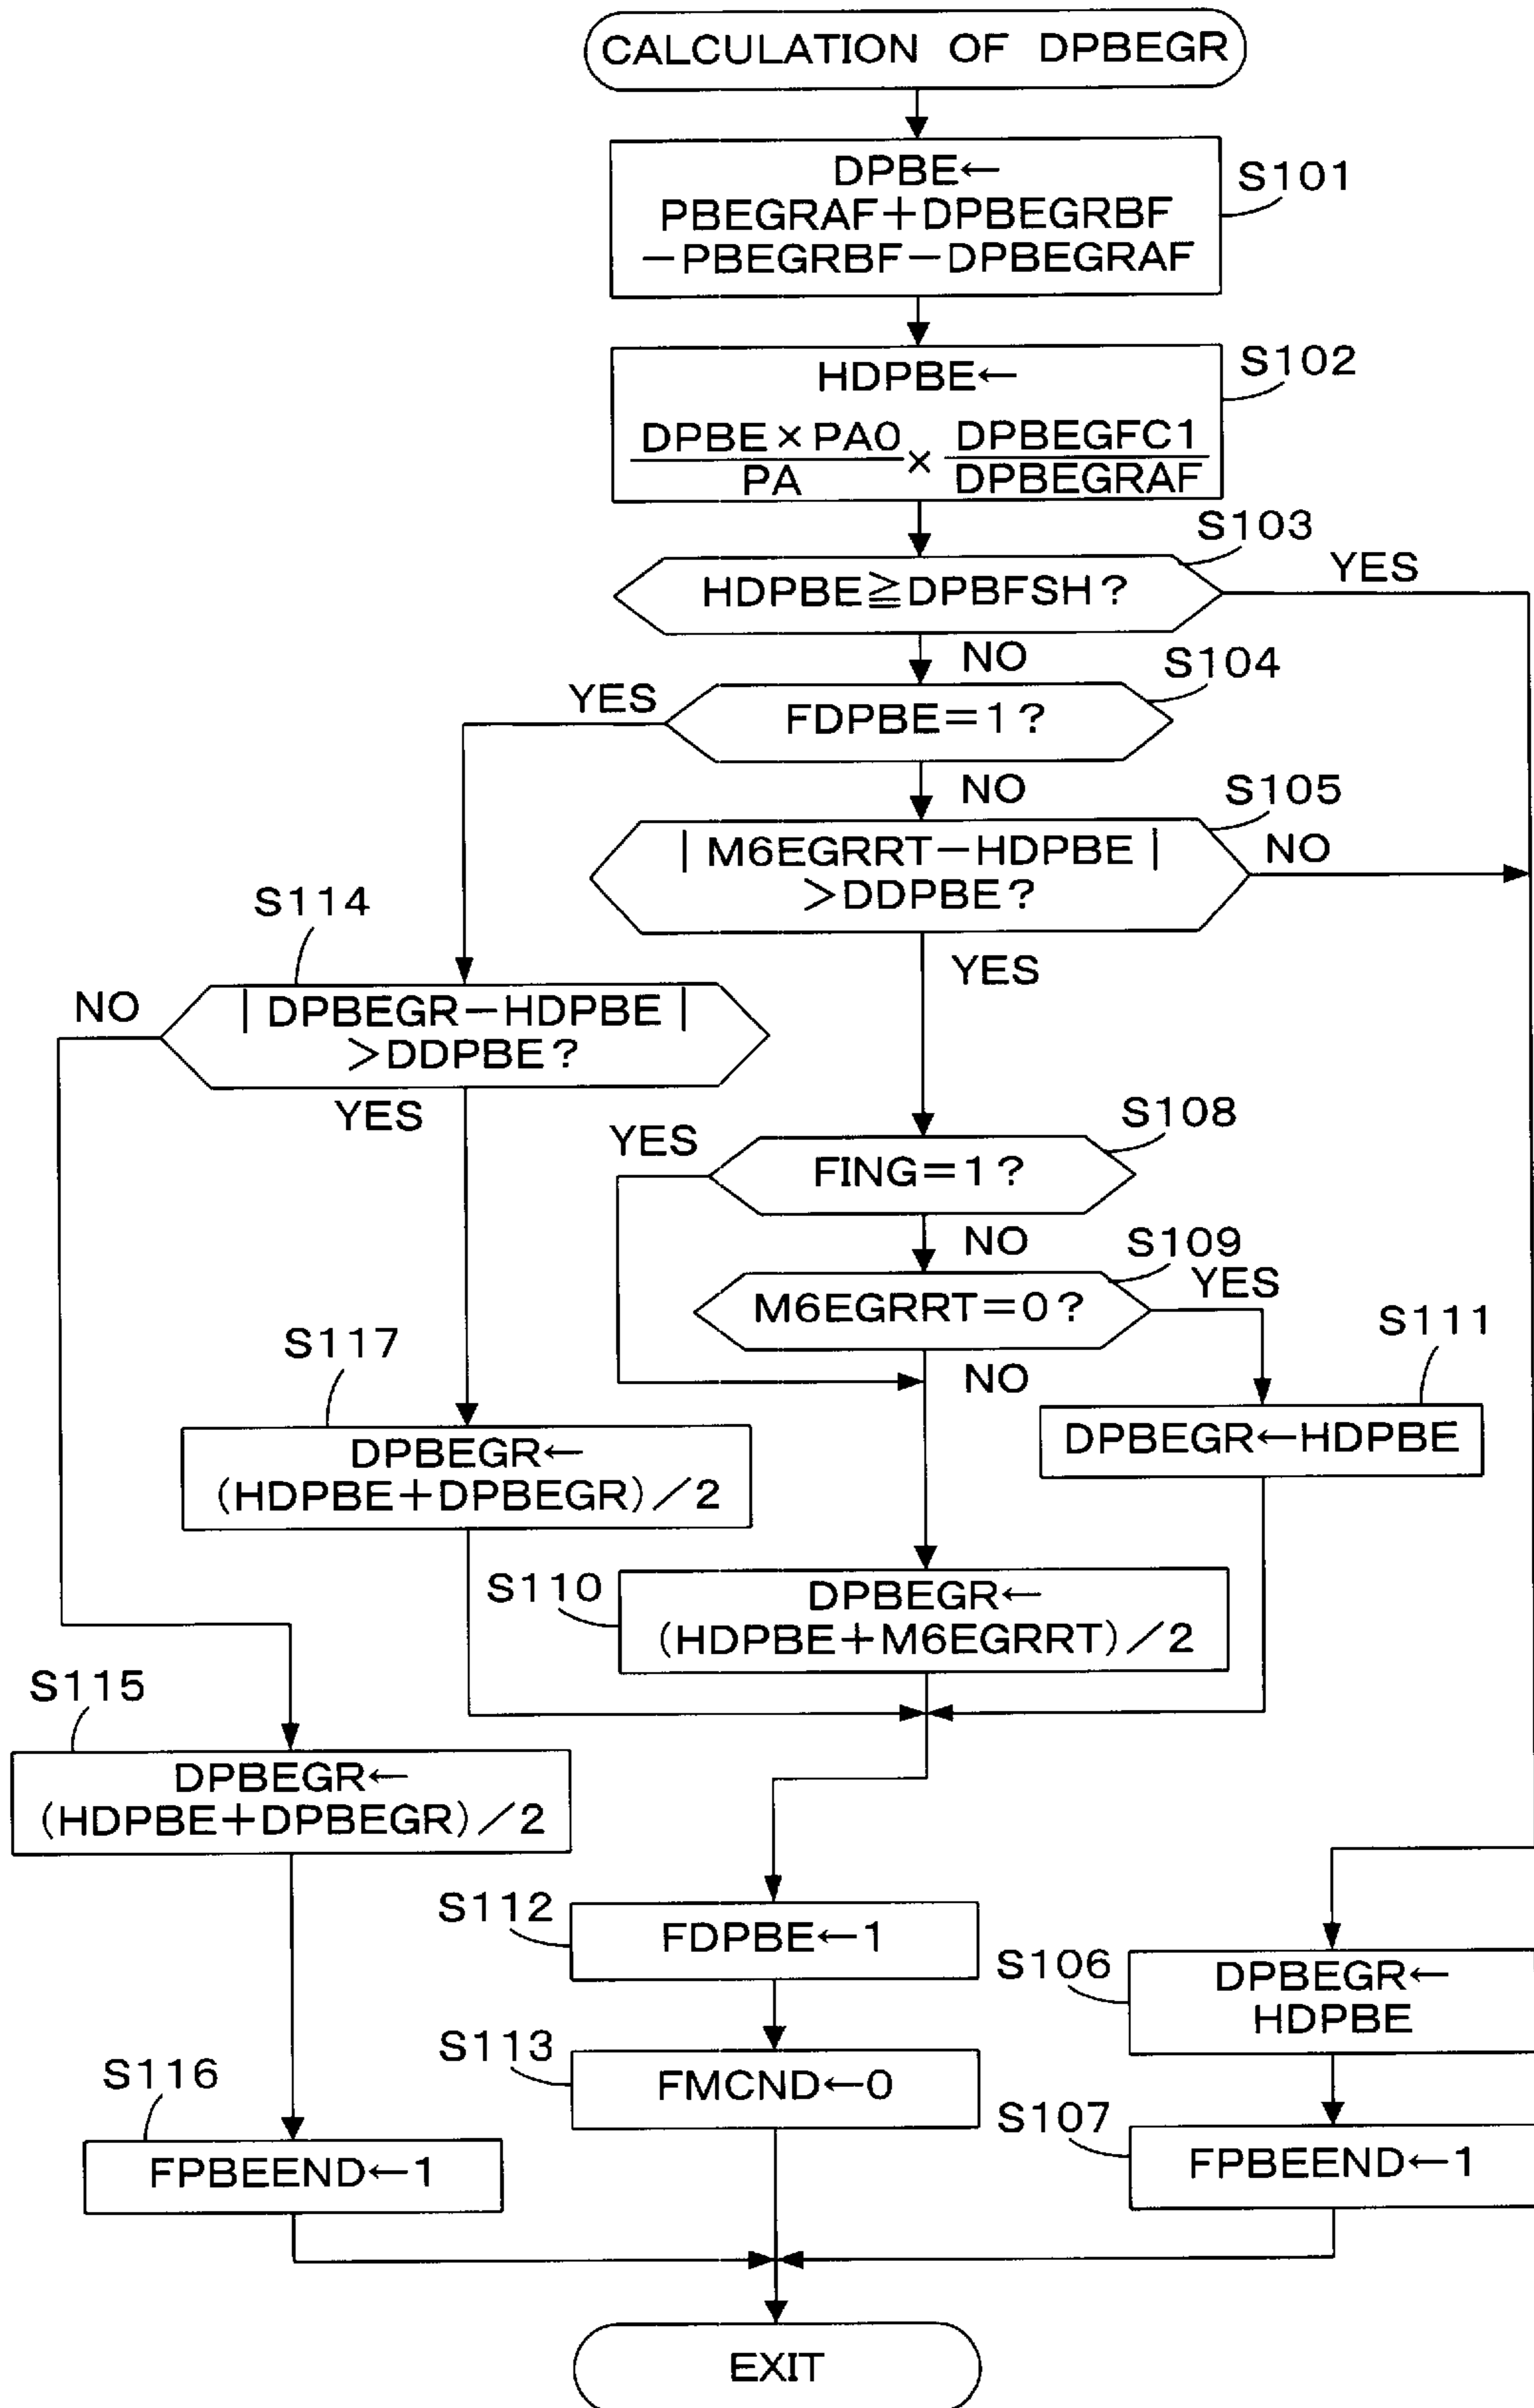 CALCULATION OF DPBEGR
DPBE←
PBEGRAF+DPBEGRBF
−PBEGRBF−DPBEGRAF
S101
HDPBE←
DPBE×PA0
PA
×
DPBEGFC1
DPBEGRAF
S102
S103
HDPBE≧DPBFSH?
YES
NO
S104
YES
FDPBE=1?
NO
S105
|M6EGRRT−HDPBE|
>DDPBE?
NO
YES
S114
NO
|DPBEGR−HDPBE|
>DDPBE?
YES
S108
YES
FING=1?
NO
S109
YES
M6EGRRT=0?
NO
S111
DPBEGR←HDPBE
S117
DPBEGR←
(HDPBE+DPBEGR)/2
S110
DPBEGR←
(HDPBE+M6EGRRT)/2
S115
DPBEGR←
(HDPBE+DPBEGR)/2
S112
FDPBE←1
S106
DPBEGR←
HDPBE
S113
FMCND←0
S116
FPBEEND←1
S107
FPBEEND←1
EXIT